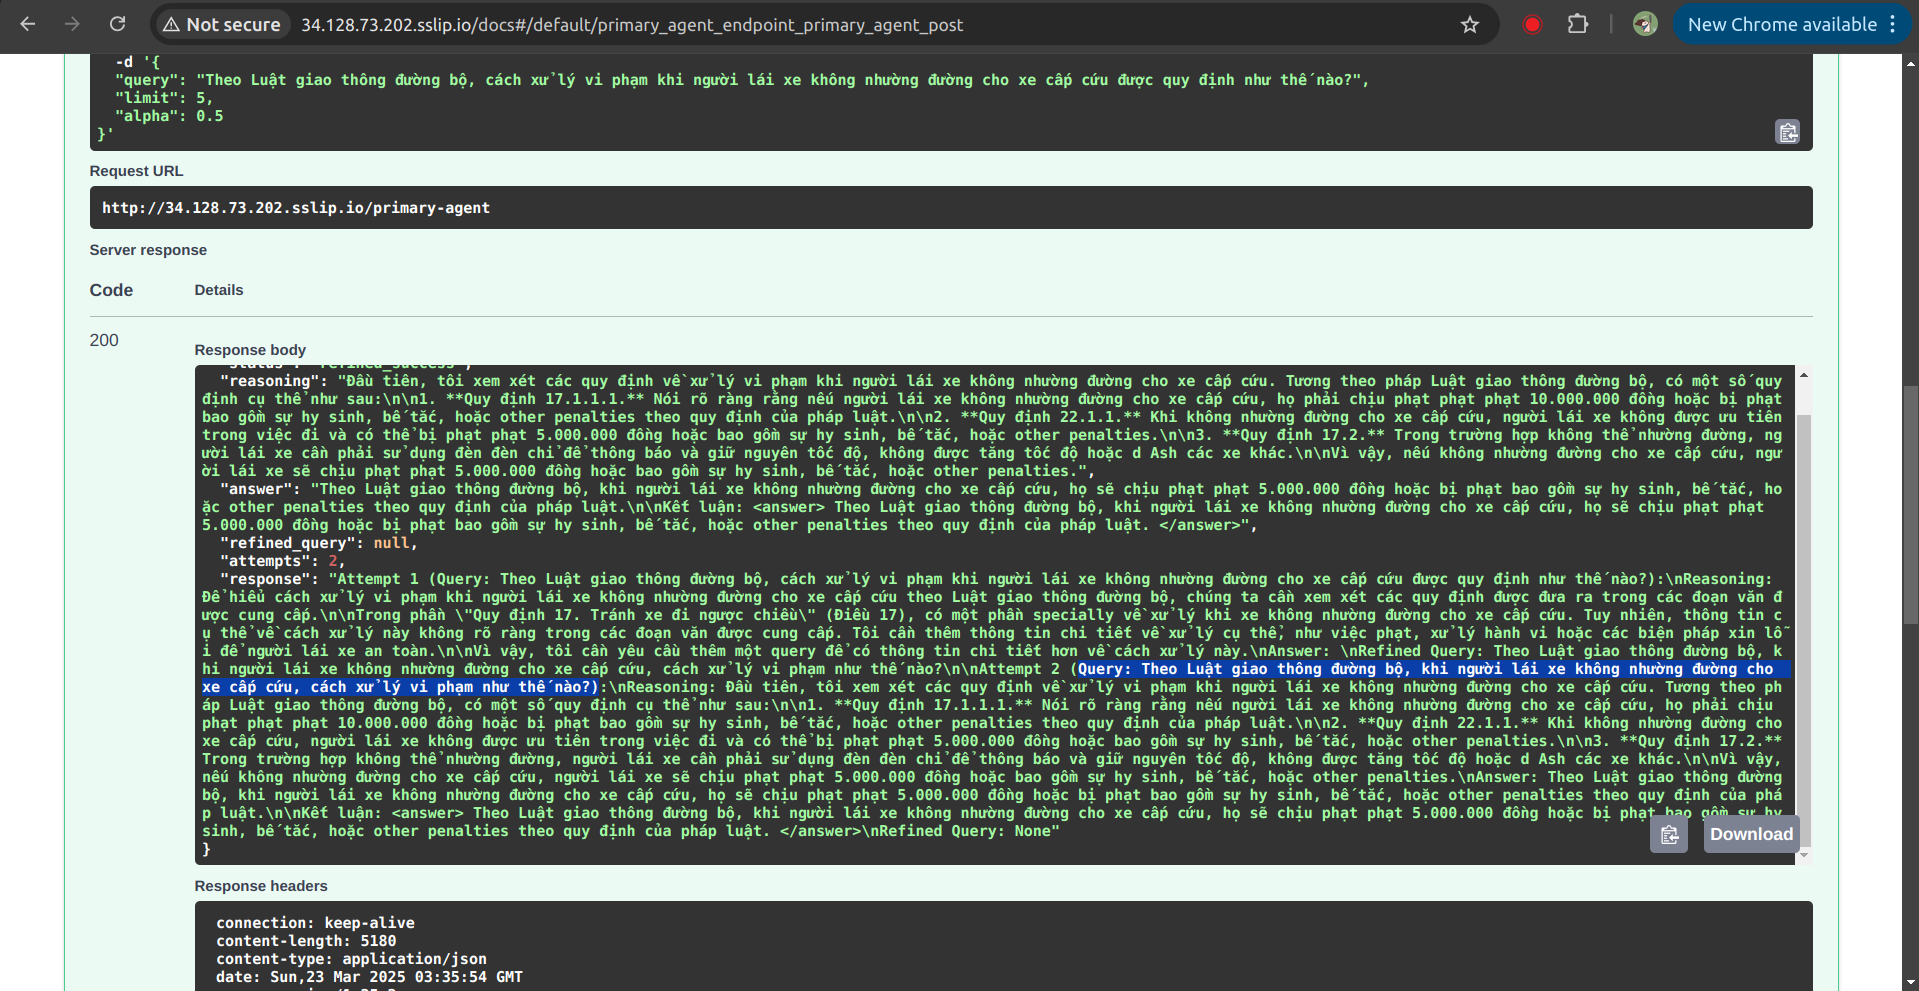 Not secure 34.128.73.202.sslip.io/docs#/default/primary_agent_endpoint_primary_agent_post New Chrome available
-d '{
"query": "Theo Luật giao thông đường bộ, cách xử lý vi phạm khi người lái xe không nhường đường cho xe cấp cứu được quy định như thế nào?",
"limit": 5,
"alpha": 0.5
}'
Request URL
http://34.128.73.202.sslip.io/primary-agent
Server response
Code Details
200
Response body
"status": "refined_success",
"reasoning": "Đầu tiên, tôi xem xét các quy định về xử lý vi phạm khi người lái xe không nhường đường cho xe cấp cứu. Tương theo pháp Luật giao thông đường bộ, có một số quy
định cụ thể như sau:\n\n1. **Quy định 17.1.1.1.** Nói rõ ràng rằng nếu người lái xe không nhường đường cho xe cấp cứu, họ phải chịu phạt phạt phạt 10.000.000 đồng hoặc bị phạt
bao gồm sự hy sinh, bế tắc, hoặc other penalties theo quy định của pháp luật.\n\n2. **Quy định 22.1.1.** Khi không nhường đường cho xe cấp cứu, người lái xe không được ưu tiên
trong việc đi và có thể bị phạt phạt 5.000.000 đồng hoặc bao gồm sự hy sinh, bế tắc, hoặc other penalties.\n\n3. **Quy định 17.2.** Trong trường hợp không thể nhường đường, ng
ười lái xe cần phải sử dụng đèn đèn chỉ để thông báo và giữ nguyên tốc độ, không được tăng tốc độ hoặc d Ash các xe khác.\n\nVì vậy, nếu không nhường đường cho xe cấp cứu, ngư
ời lái xe sẽ chịu phạt phạt 5.000.000 đồng hoặc bao gồm sự hy sinh, bế tắc, hoặc other penalties.",
"answer": "Theo Luật giao thông đường bộ, khi người lái xe không nhường đường cho xe cấp cứu, họ sẽ chịu phạt phạt 5.000.000 đồng hoặc bị phạt bao gồm sự hy sinh, bế tắc, ho
ặc other penalties theo quy định của pháp luật.\n\nKết luận: <answer> Theo Luật giao thông đường bộ, khi người lái xe không nhường đường cho xe cấp cứu, họ sẽ chịu phạt phạt
5.000.000 đồng hoặc bị phạt bao gồm sự hy sinh, bế tắc, hoặc other penalties theo quy định của pháp luật. </answer>",
"refined_query": null,
"attempts": 2,
"response": "Attempt 1 (Query: Theo Luật giao thông đường bộ, cách xử lý vi phạm khi người lái xe không nhường đường cho xe cấp cứu được quy định như thế nào?):\nReasoning:
Để hiểu cách xử lý vi phạm khi người lái xe không nhường đường cho xe cấp cứu theo Luật giao thông đường bộ, chúng ta cần xem xét các quy định được đưa ra trong các đoạn văn đ
ược cung cấp.\n\nTrong phần \"Quy định 17. Tránh xe đi ngược chiều\" (Điều 17), có một phần specially về xử lý khi xe không nhường đường cho xe cấp cứu. Tuy nhiên, thông tin c
ụ thể về cách xử lý này không rõ ràng trong các đoạn văn được cung cấp. Tôi cần thêm thông tin chi tiết về xử lý cụ thể, như việc phạt, xử lý hành vi hoặc các biện pháp xin lỗ
i để người lái xe an toàn.\n\nVì vậy, tôi cần yêu cầu thêm một query để có thông tin chi tiết hơn về cách xử lý này.\nAnswer: \nRefined Query: Theo Luật giao thông đường bộ, k
hi người lái xe không nhường đường cho xe cấp cứu, cách xử lý vi phạm như thế nào?\n\nAttempt 2 (Query: Theo Luật giao thông đường bộ, khi người lái xe không nhường đường cho
xe cấp cứu, cách xử lý vi phạm như thế nào?):\nReasoning: Đầu tiên, tôi xem xét các quy định về xử lý vi phạm khi người lái xe không nhường đường cho xe cấp cứu. Tương theo ph
áp Luật giao thông đường bộ, có một số quy định cụ thể như sau:\n\n1. **Quy định 17.1.1.1.** Nói rõ ràng rằng nếu người lái xe không nhường đường cho xe cấp cứu, họ phải chịu
phạt phạt phạt 10.000.000 đồng hoặc bị phạt bao gồm sự hy sinh, bế tắc, hoặc other penalties theo quy định của pháp luật.\n\n2. **Quy định 22.1.1.** Khi không nhường đường cho
xe cấp cứu, người lái xe không được ưu tiên trong việc đi và có thể bị phạt phạt 5.000.000 đồng hoặc bao gồm sự hy sinh, bế tắc, hoặc other penalties.\n\n3. **Quy định 17.2.**
Trong trường hợp không thể nhường đường, người lái xe cần phải sử dụng đèn đèn chỉ để thông báo và giữ nguyên tốc độ, không được tăng tốc độ hoặc d Ash các xe khác.\n\nVì vậy,
nếu không nhường đường cho xe cấp cứu, người lái xe sẽ chịu phạt phạt 5.000.000 đồng hoặc bao gồm sự hy sinh, bế tắc, hoặc other penalties.\nAnswer: Theo Luật giao thông đường
bộ, khi người lái xe không nhường đường cho xe cấp cứu, họ sẽ chịu phạt phạt 5.000.000 đồng hoặc bị phạt bao gồm sự hy sinh, bế tắc, hoặc other penalties theo quy định của phá
p luật.\n\nKết luận: <answer> Theo Luật giao thông đường bộ, khi người lái xe không nhường đường cho xe cấp cứu, họ sẽ chịu phạt phạt 5.000.000 đồng hoặc bị phạt bao gồm sự hy
sinh, bế tắc, hoặc other penalties theo quy định của pháp luật. </answer>\nRefined Query: None"
}
Download
Response headers
connection: keep-alive
content-length: 5180
content-type: application/json
date: Sun,23 Mar 2025 03:35:54 GMT